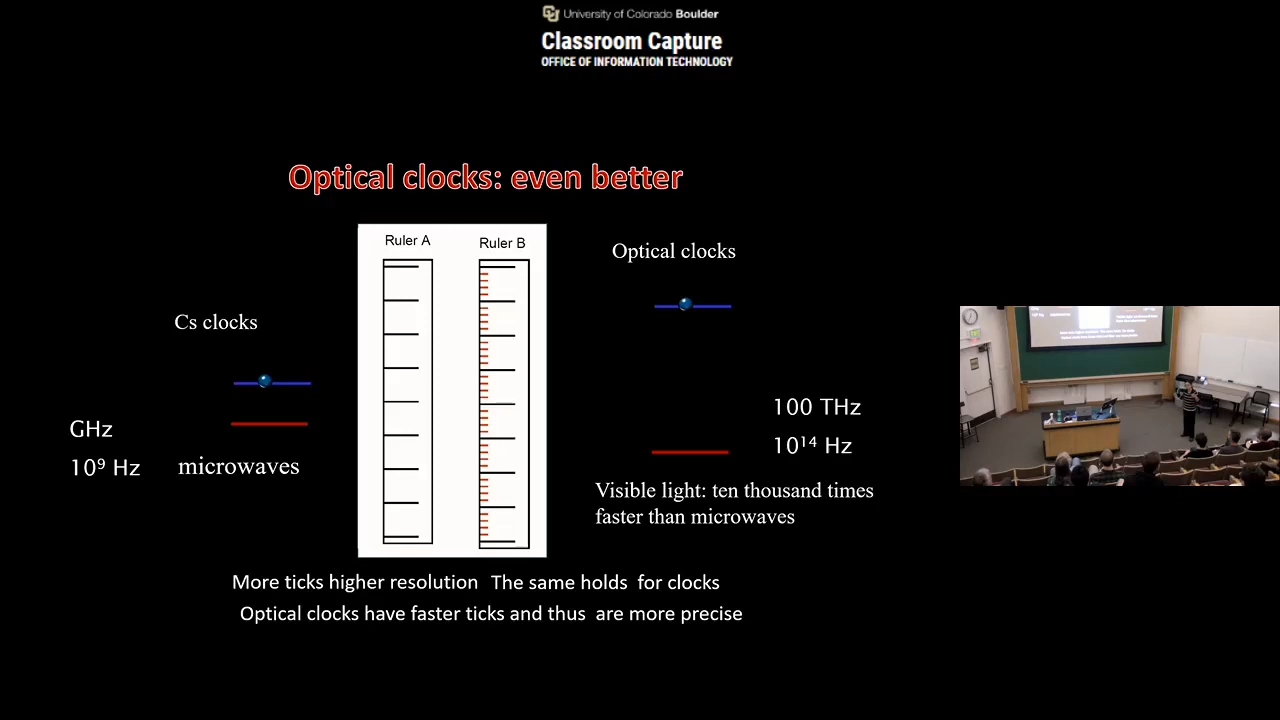 University of Colorado Boulder
Classroom Capture
OFFICE OF INFORMATION TECHNOLOGY
Optical clocks: even better
Ruler A
Ruler B
Optical clocks
Cs clocks
GHz
10⁹ Hz
microwaves
100 THz
10¹⁴ Hz
Visible light: ten thousand times
faster than microwaves
More ticks higher resolution The same holds for clocks
Optical clocks have faster ticks and thus are more precise